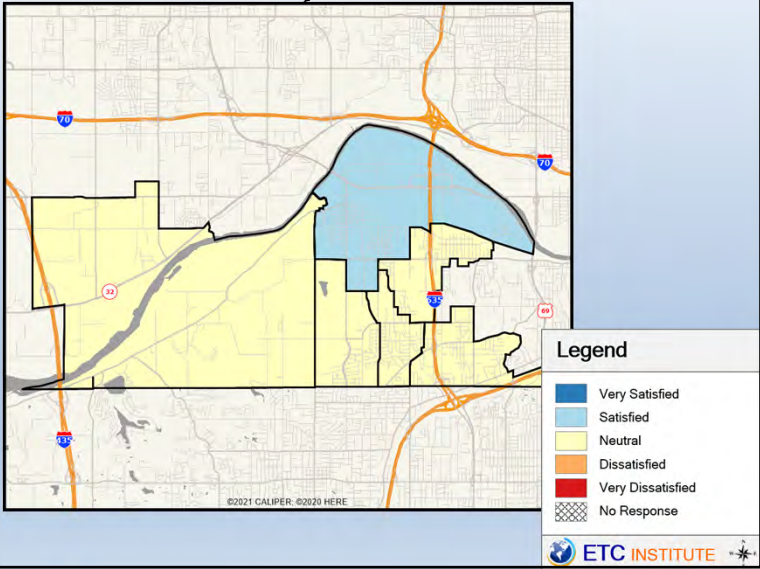 70
70
32
635
69
435
Legend
Very Satisfied
Satisfied
Neutral
Dissatisfied
Very Dissatisfied
No Response
©2021 CALIPER; ©2020 HERE
ETC INSTITUTE